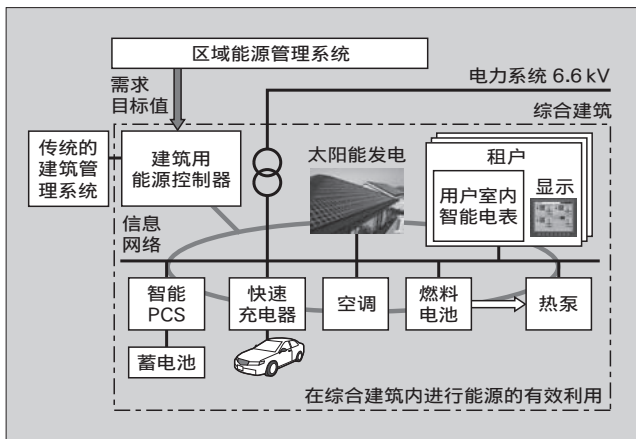 区域能源管理系统
需求
目标值
电力系统 6.6 kV
综合建筑
传统的
建筑管
理系统
建筑用
能源控制器
太阳能发电
租户
用户室内
智能电表
显示
信息
网络
智能
PCS
快速
充电器
空调
燃料
电池
热泵
蓄电池
在综合建筑内进行能源的有效利用